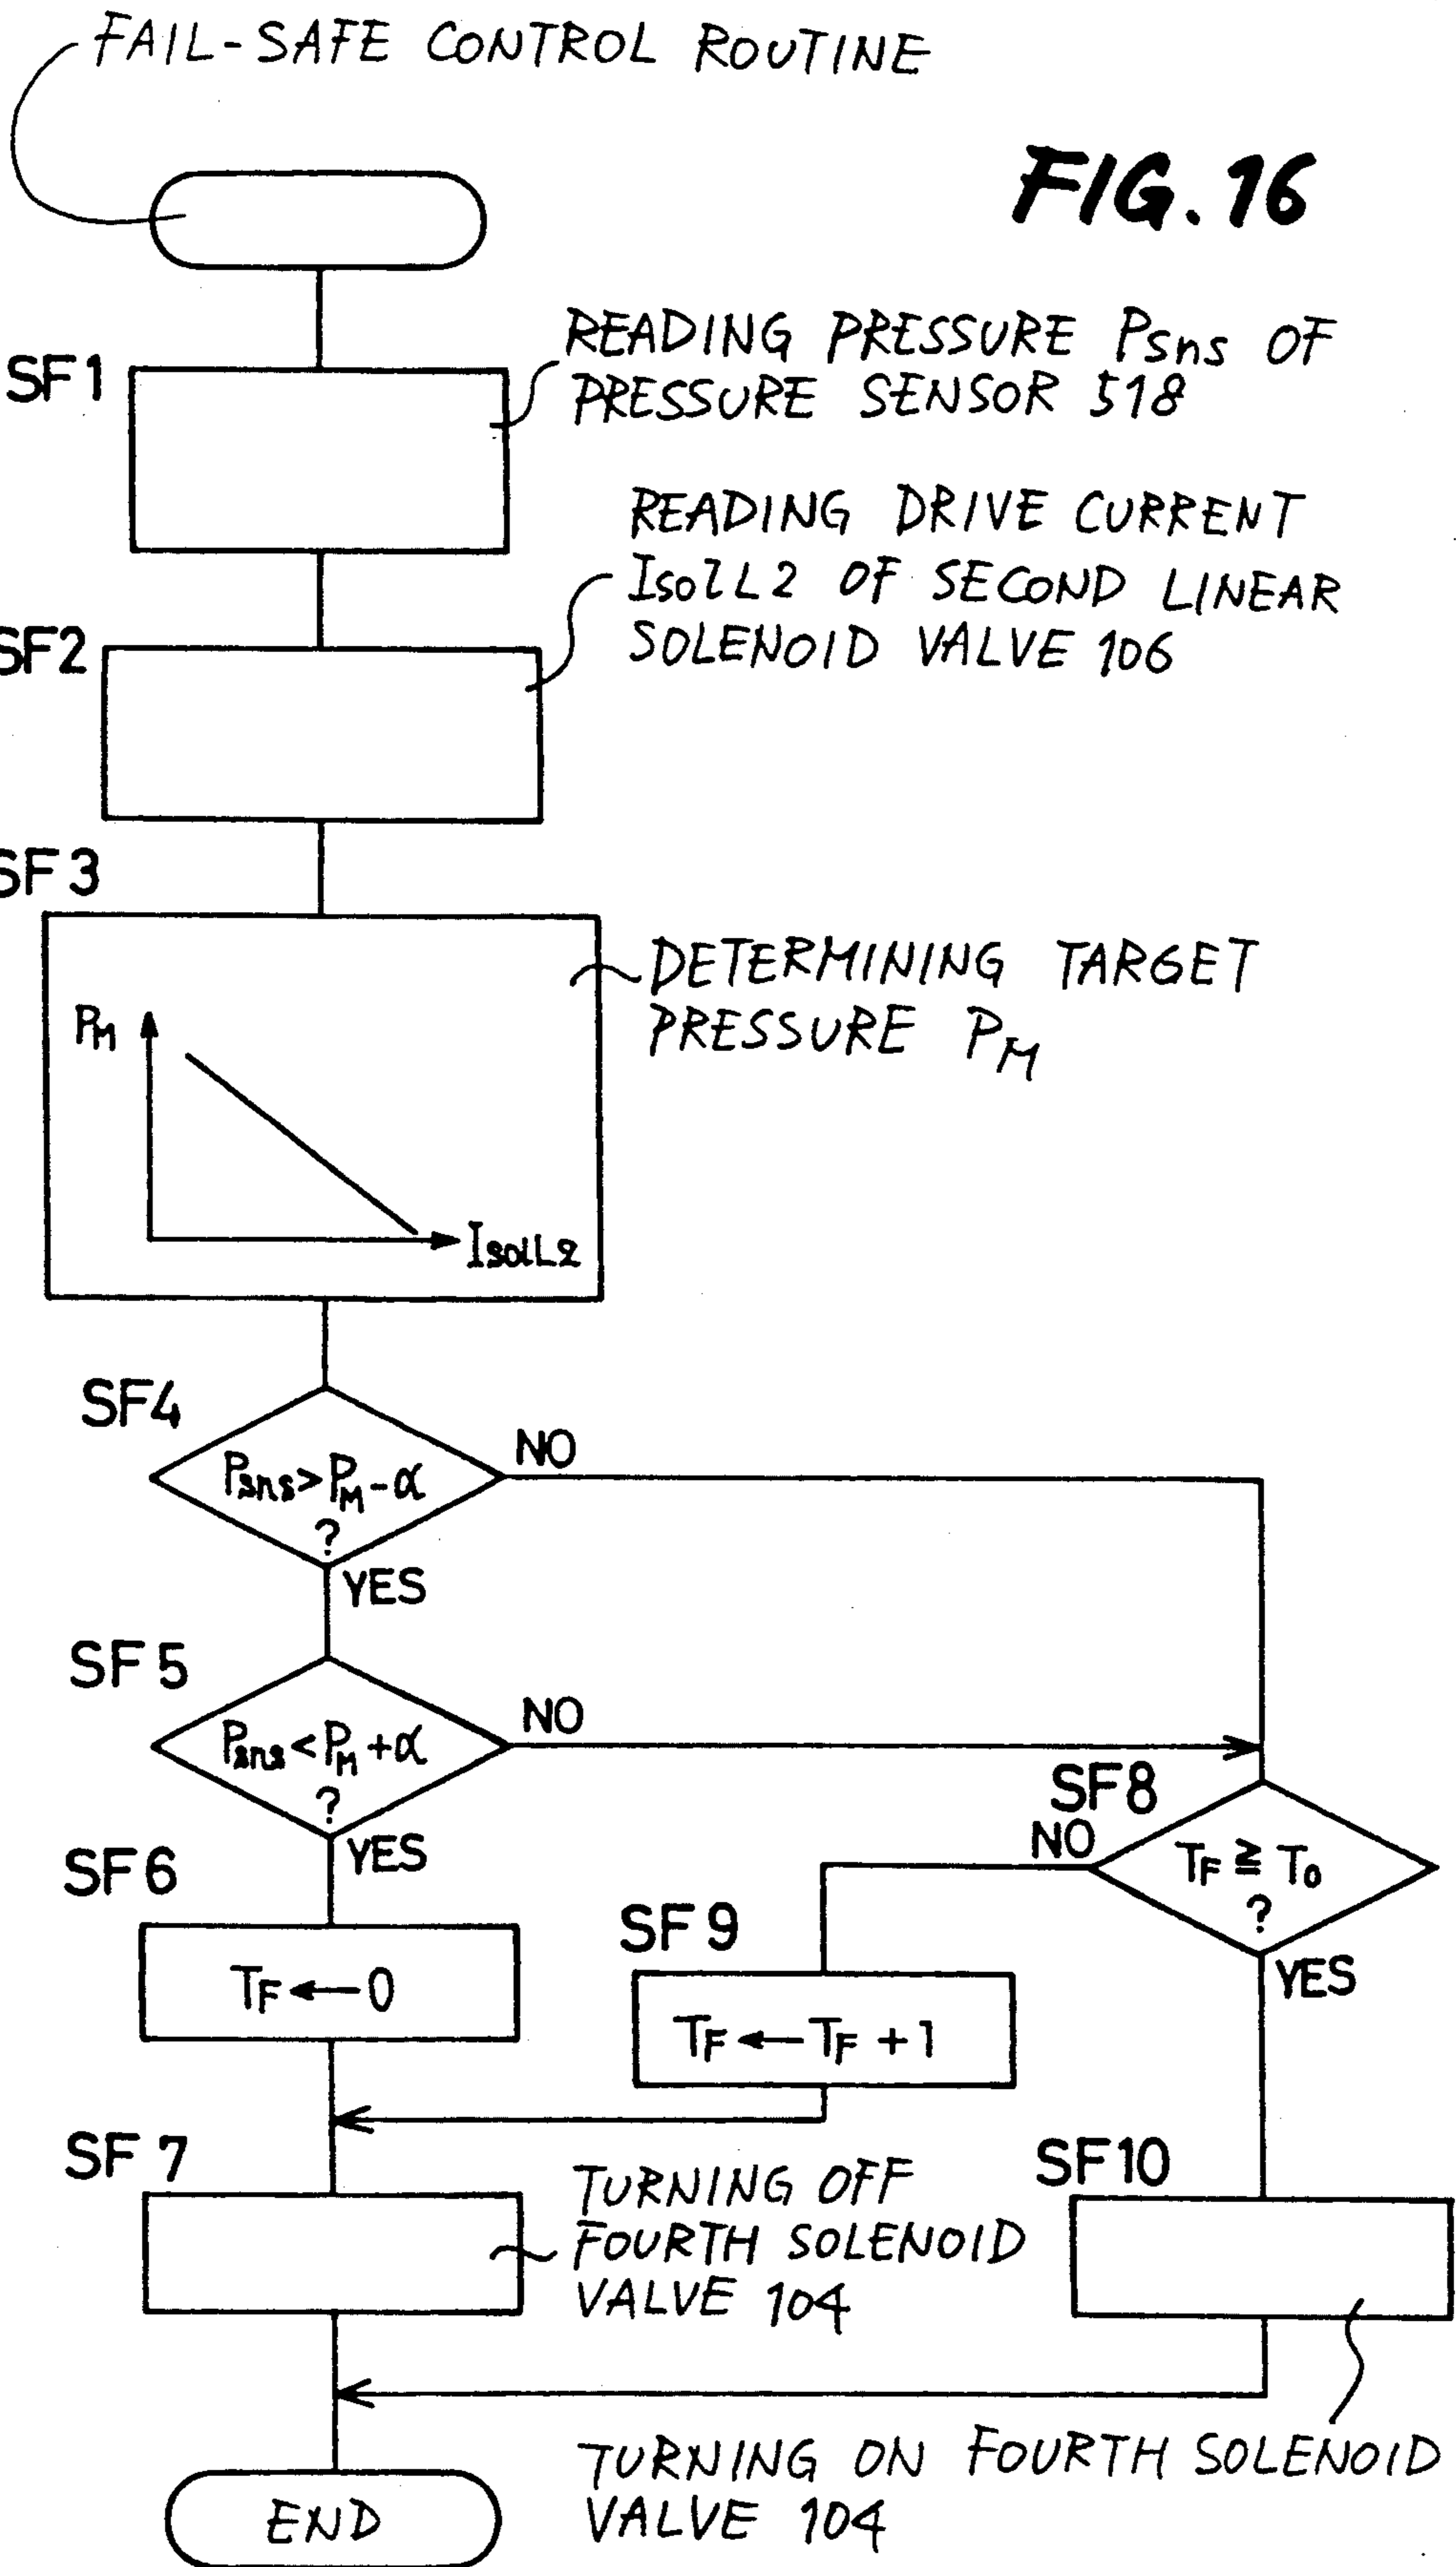 FAIL-SAFE CONTROL ROUTINE
FIG. 16
SF1
READING PRESSURE Psns OF
PRESSURE SENSOR 518
SF2
READING DRIVE CURRENT
IsolL2 OF SECOND LINEAR
SOLENOID VALVE 106
SF3
DETERMINING TARGET
PRESSURE PM
PM
IsolL2
SF4
Psns > PM - α
?
NO
YES
SF5
Psns < PM + α
?
NO
YES
SF8
TF ≧ T0
?
NO
YES
SF6
TF ← 0
SF9
TF ← TF + 1
SF7
TURNING OFF
FOURTH SOLENOID
VALVE 104
SF10
TURNING ON FOURTH SOLENOID
VALVE 104
END